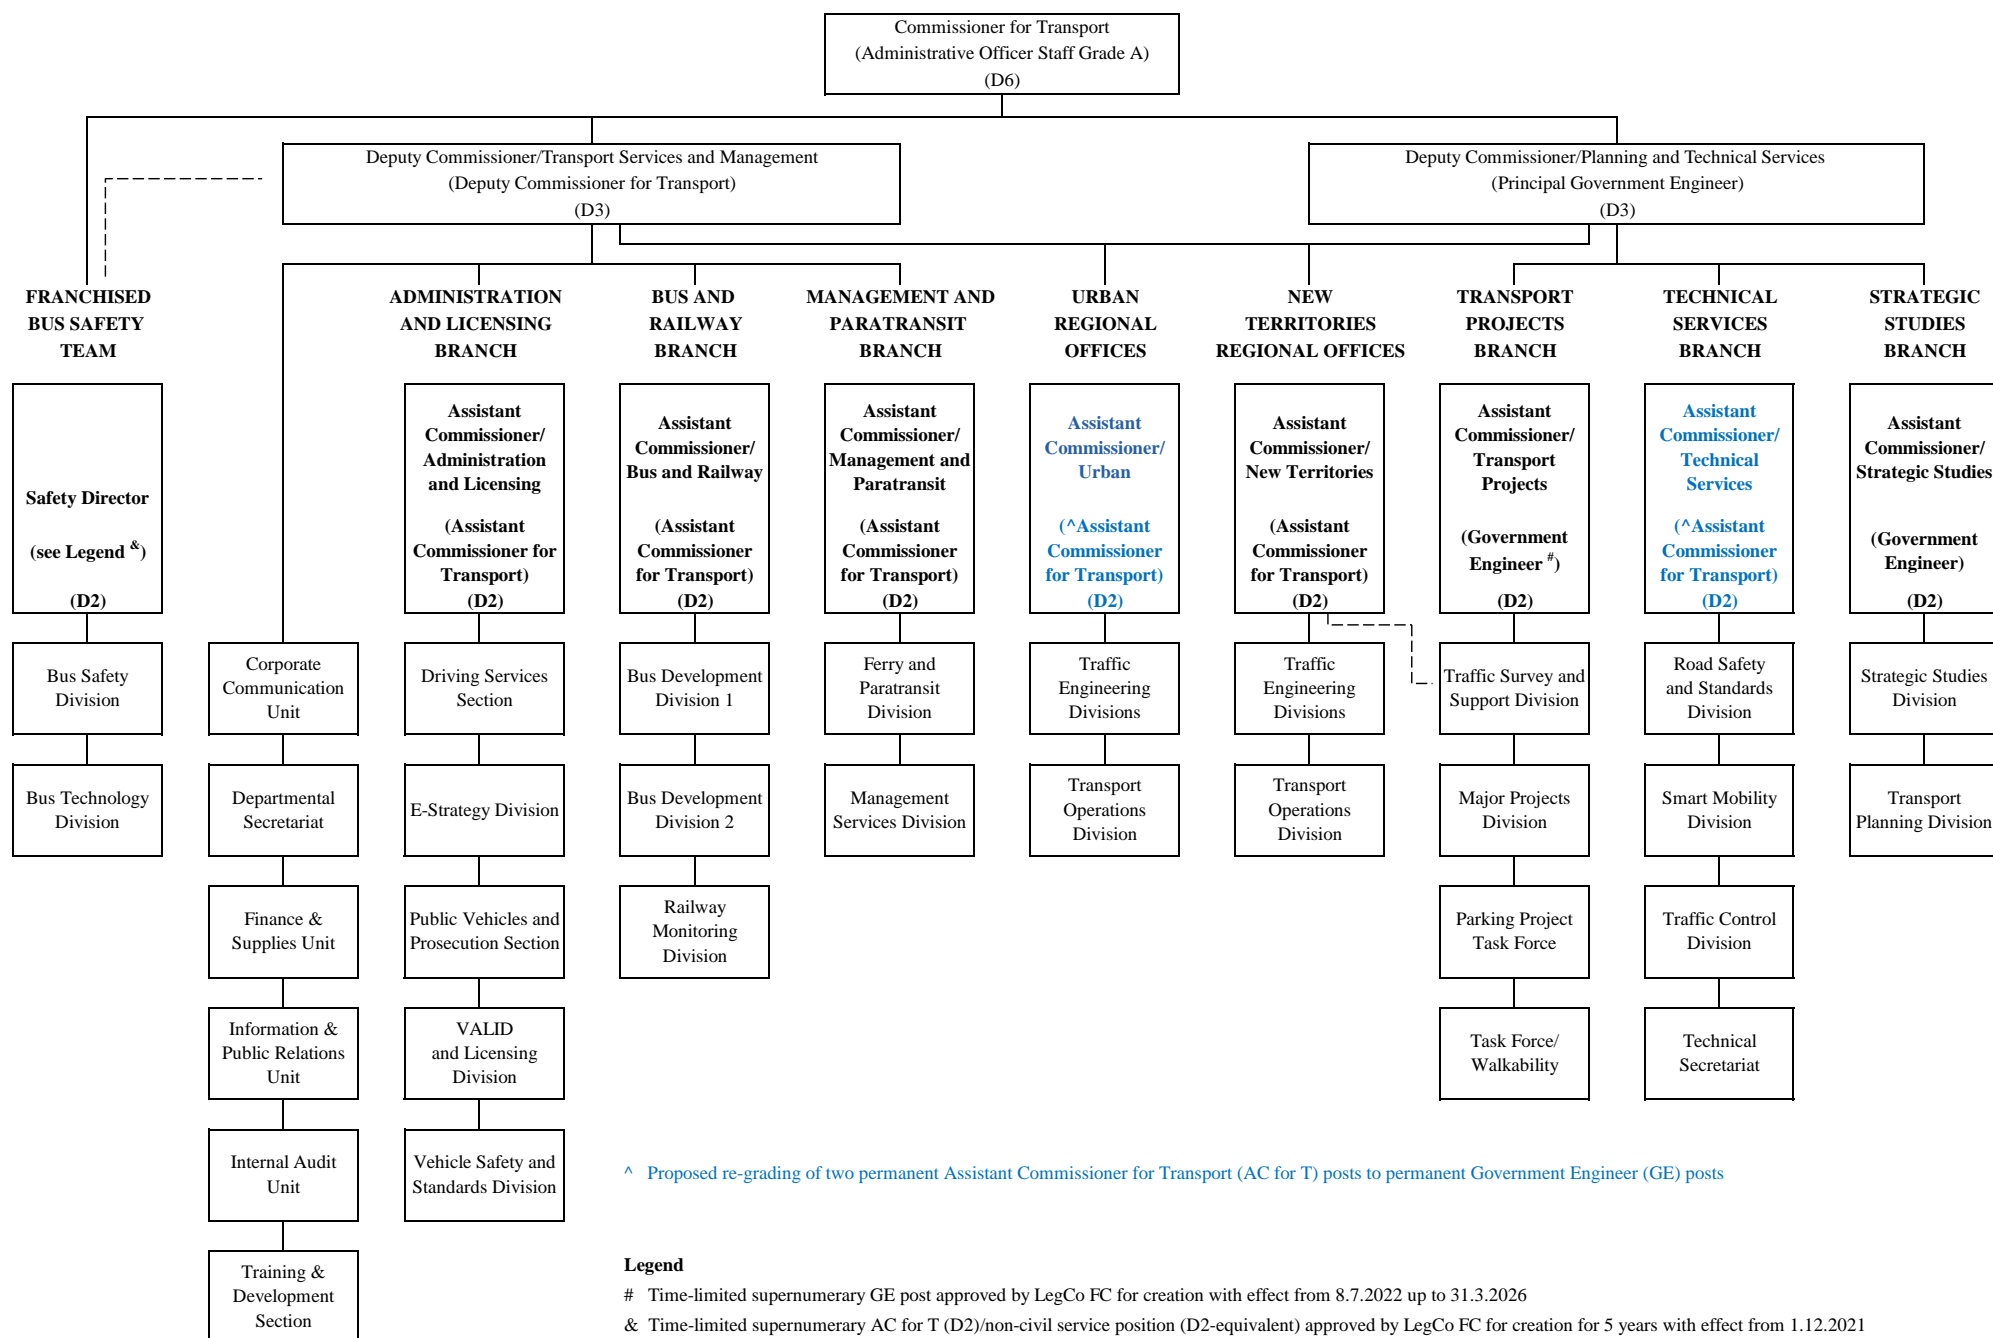 Commissioner for Transport
(Administrative Officer Staff Grade A)
(D6)
Deputy Commissioner/Transport Services and Management
(Deputy Commissioner for Transport)
(D3)
Deputy Commissioner/Planning and Technical Services
(Principal Government Engineer)
(D3)
FRANCHISED
BUS SAFETY
TEAM
ADMINISTRATION
AND LICENSING
BRANCH
BUS AND
RAILWAY
BRANCH
MANAGEMENT AND
PARATRANSIT
BRANCH
URBAN
REGIONAL
OFFICES
NEW
TERRITORIES
REGIONAL OFFICES
TRANSPORT
PROJECTS
BRANCH
TECHNICAL
SERVICES
BRANCH
STRATEGIC
STUDIES
BRANCH
Safety Director
(see Legend &)
(D2)
Assistant
Commissioner/
Administration
and Licensing
(Assistant
Commissioner for
Transport)
(D2)
Assistant
Commissioner/
Bus and Railway
(Assistant
Commissioner
for Transport)
(D2)
Assistant
Commissioner/
Management and
Paratransit
(Assistant
Commissioner
for Transport)
(D2)
Assistant
Commissioner/
Urban
(^Assistant
Commissioner
for Transport)
(D2)
Assistant
Commissioner/
New Territories
(Assistant
Commissioner
for Transport)
(D2)
Assistant
Commissioner/
Transport
Projects
(Government
Engineer #)
(D2)
Assistant
Commissioner/
Technical
Services
(^Assistant
Commissioner
for Transport)
(D2)
Assistant
Commissioner/
Strategic Studies
(Government
Engineer)
(D2)
Bus Safety
Division
Corporate
Communication
Unit
Driving Services
Section
Bus Development
Division 1
Ferry and
Paratransit
Division
Traffic
Engineering
Divisions
Traffic
Engineering
Divisions
Traffic Survey and
Support Division
Road Safety
and Standards
Division
Strategic Studies
Division
Bus Technology
Division
Departmental
Secretariat
E-Strategy Division
Bus Development
Division 2
Management
Services Division
Transport
Operations
Division
Transport
Operations
Division
Major Projects
Division
Smart Mobility
Division
Transport
Planning Division
Finance &
Supplies Unit
Public Vehicles and
Prosecution Section
Railway
Monitoring
Division
Parking Project
Task Force
Traffic Control
Division
Information &
Public Relations
Unit
VALID
and Licensing
Division
Task Force/
Walkability
Technical
Secretariat
Internal Audit
Unit
Vehicle Safety and
Standards Division
^ Proposed re-grading of two permanent Assistant Commissioner for Transport (AC for T) posts to permanent Government Engineer (GE) posts
Training &
Development
Section
Legend
# Time-limited supernumerary GE post approved by LegCo FC for creation with effect from 8.7.2022 up to 31.3.2026
& Time-limited supernumerary AC for T (D2)/non-civil service position (D2-equivalent) approved by LegCo FC for creation for 5 years with effect from 1.12.2021